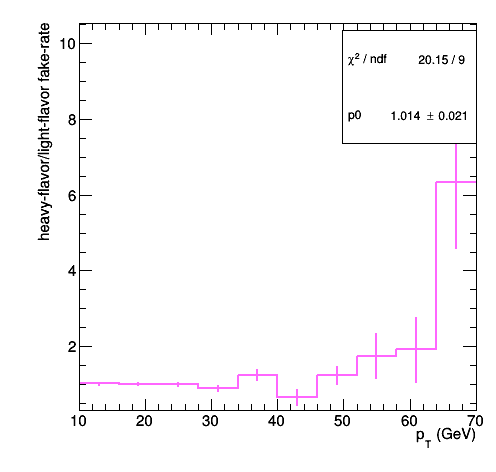 heavy-flavor/light-flavor fake-rate
χ² / ndf 20.15 / 9
p0 1.014 ± 0.021
10
8
6
4
2
10 20 30 40 50 60 70
p_T (GeV)